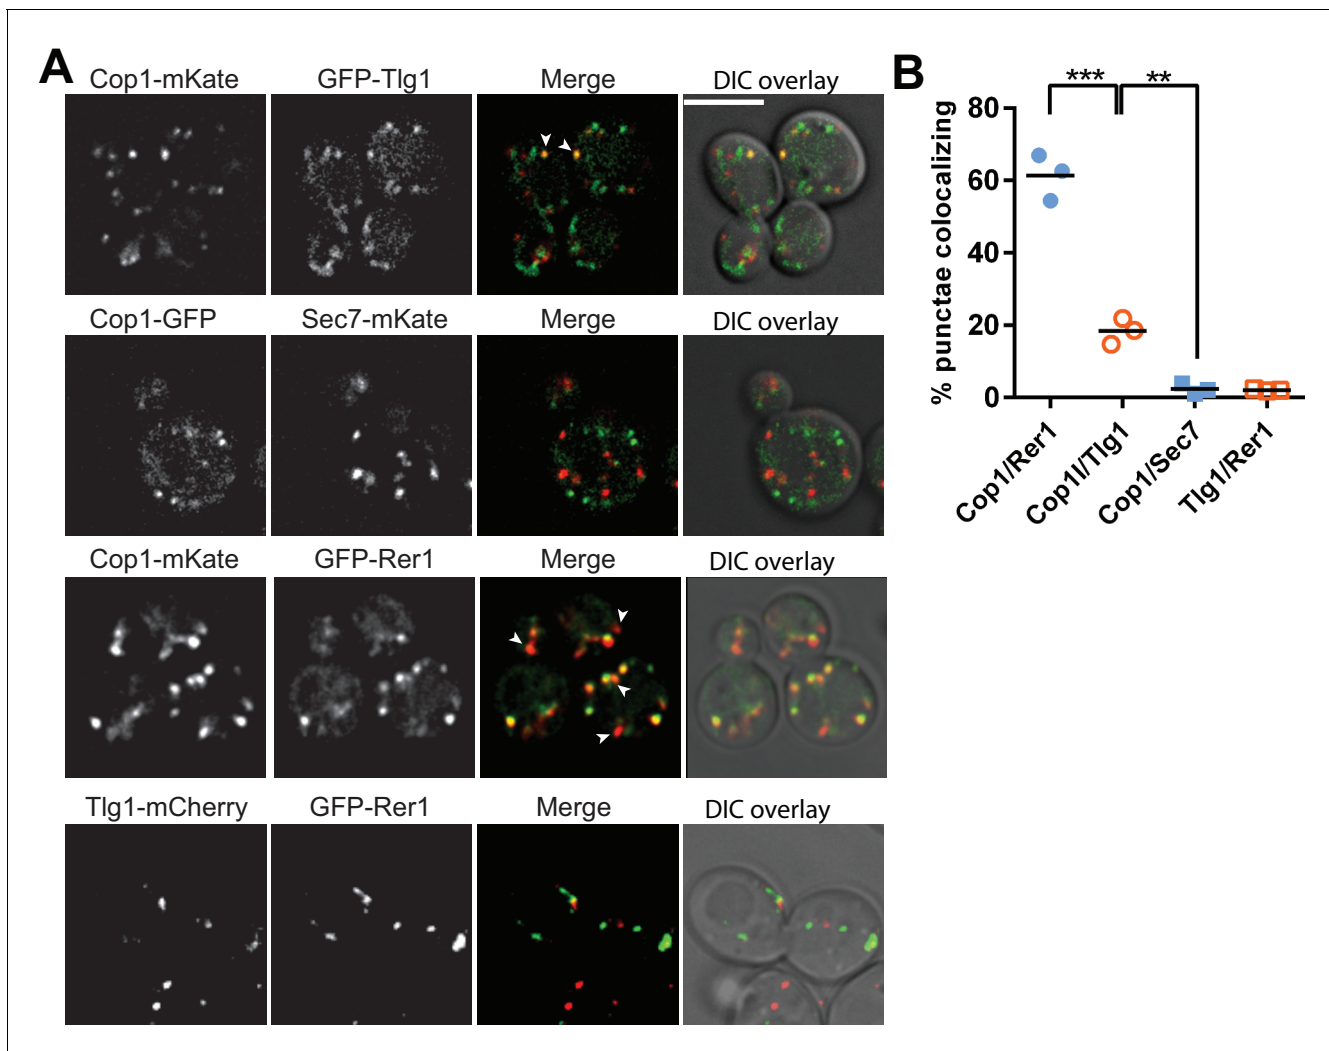 A
Cop1-mKate GFP-Tlg1 Merge DIC overlay
Cop1-GFP Sec7-mKate Merge DIC overlay
Cop1-mKate GFP-Rer1 Merge DIC overlay
Tlg1-mCherry GFP-Rer1 Merge DIC overlay
B
*** **
% punctae colocalizing
80
60
40
20
0
Cop1/Rer1
Cop1l/Tlg1
Cop1/Sec7
Tlg1/Rer1